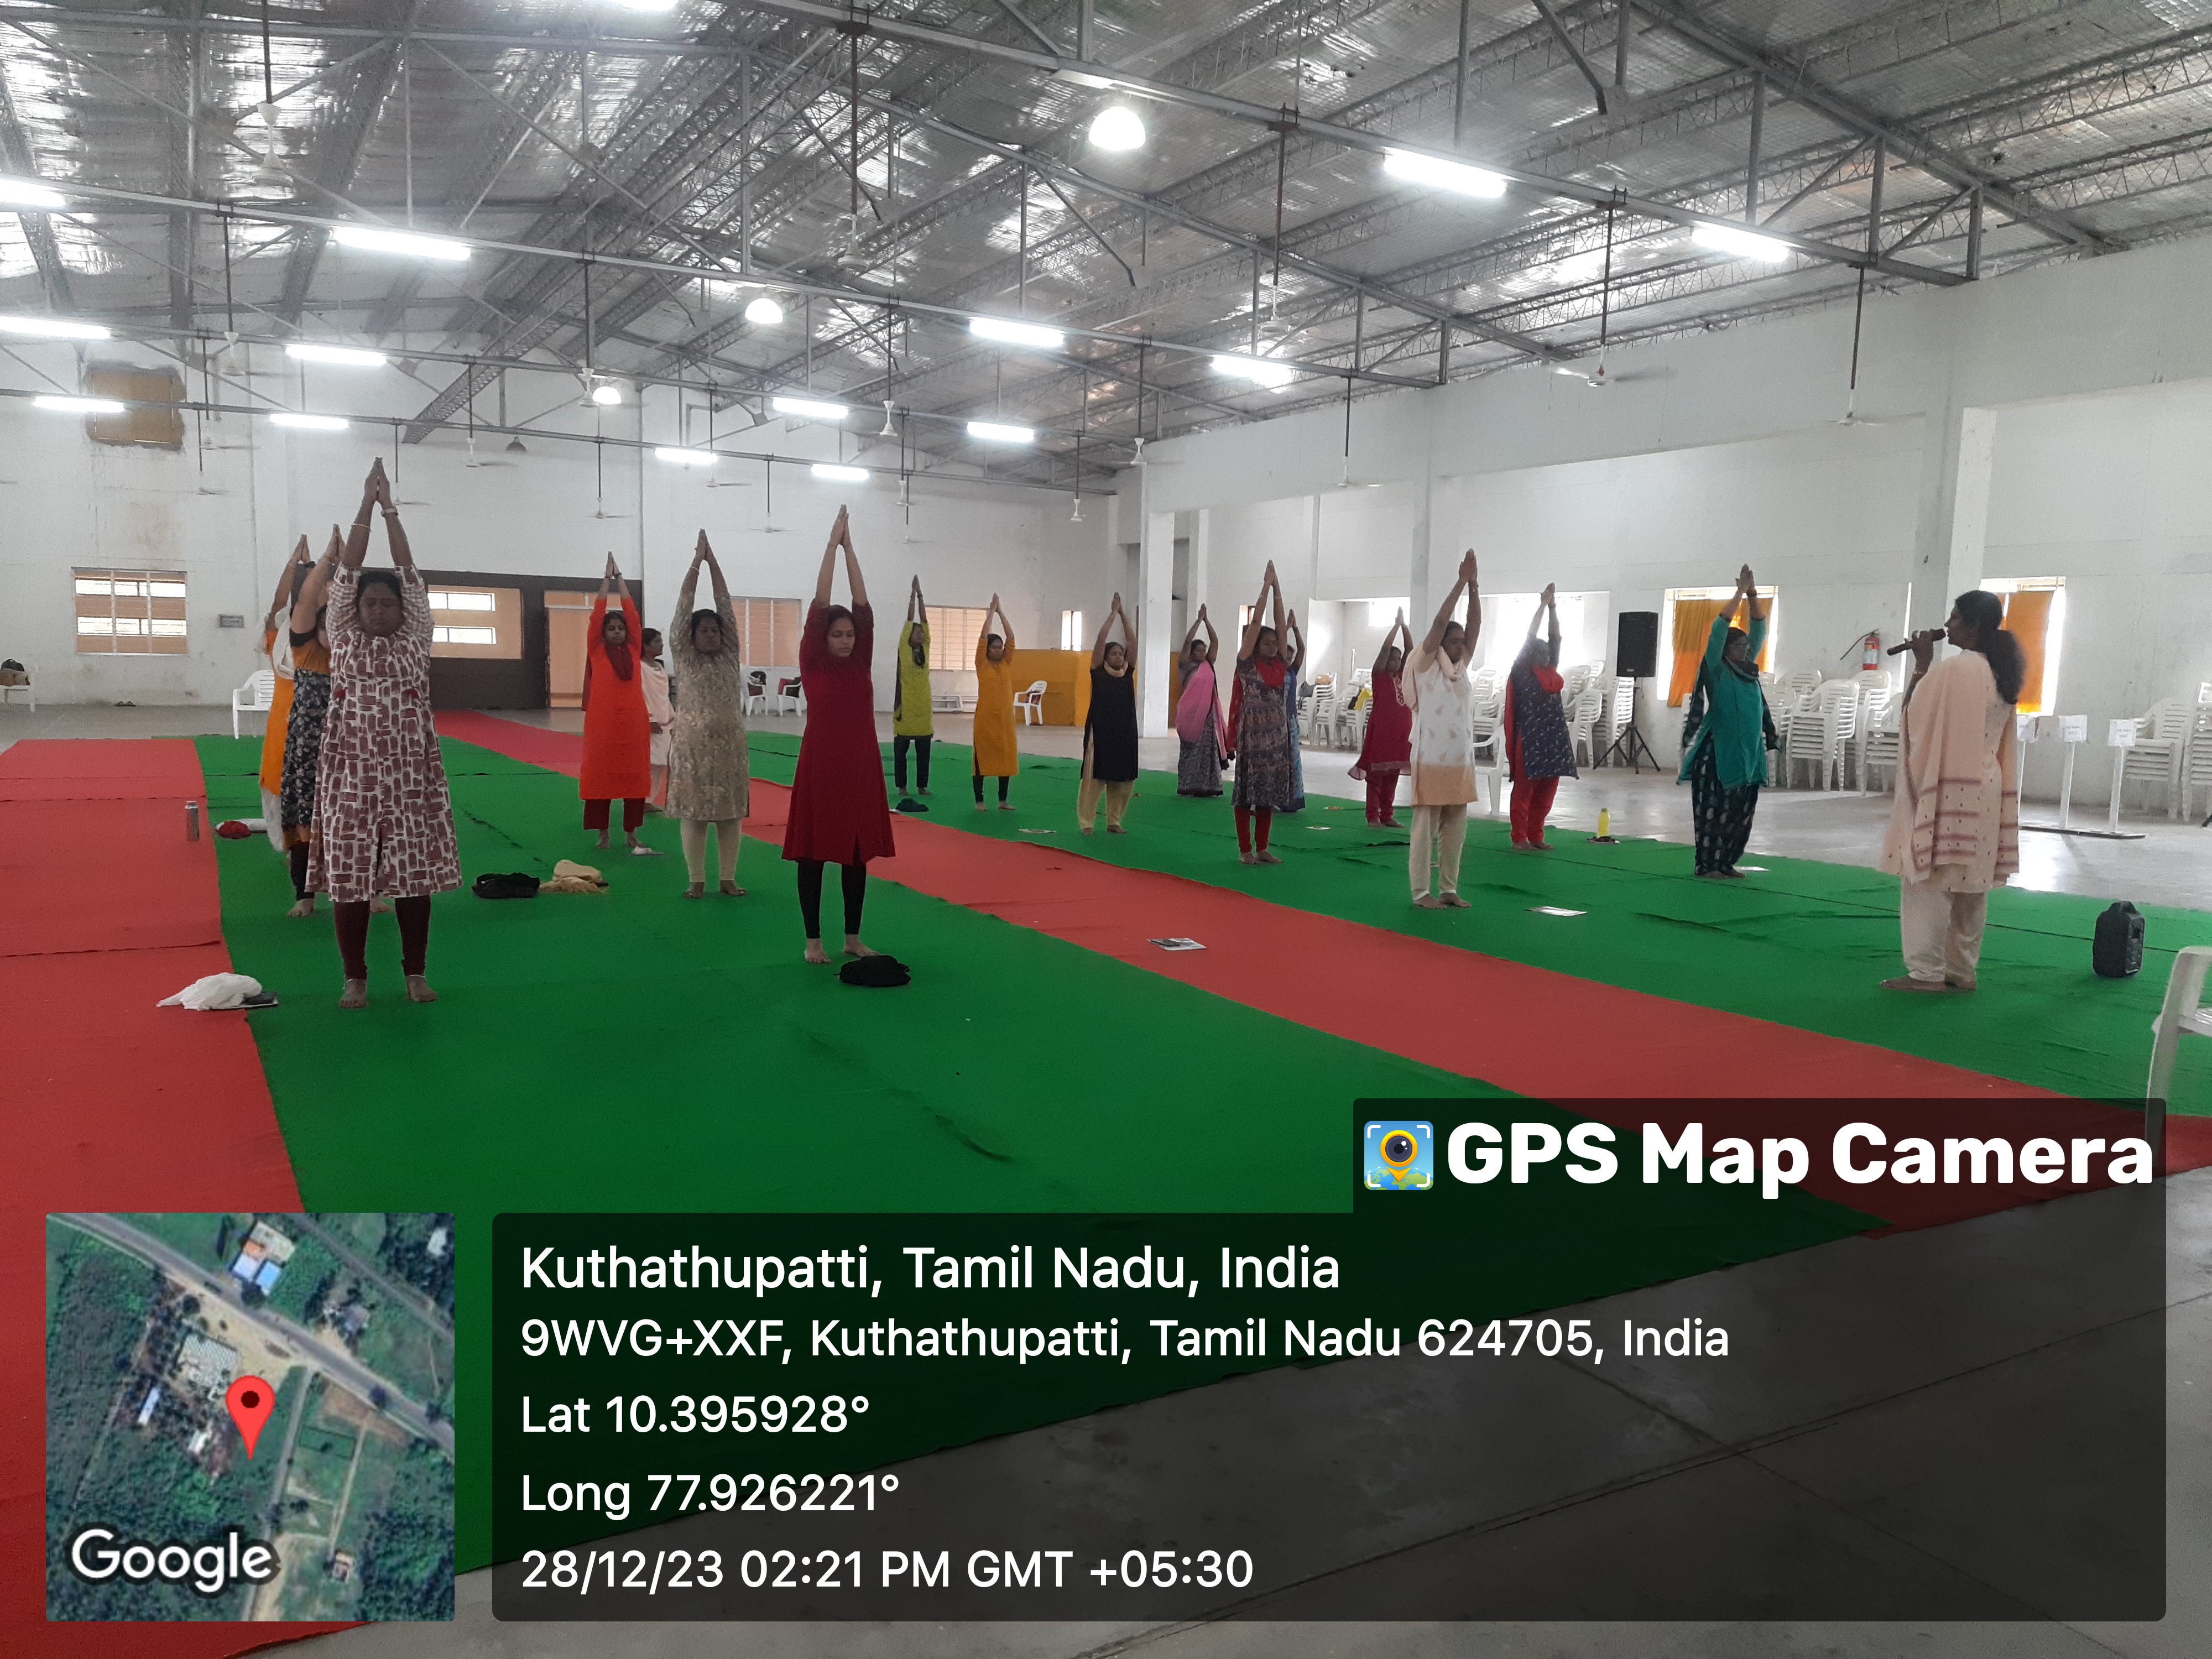 GPS Map Camera
Kuthathupatti, Tamil Nadu, India
9WVG+XXF, Kuthathupatti, Tamil Nadu 624705, India
Lat 10.395928°
Long 77.926221°
28/12/23 02:21 PM GMT +05:30
Google